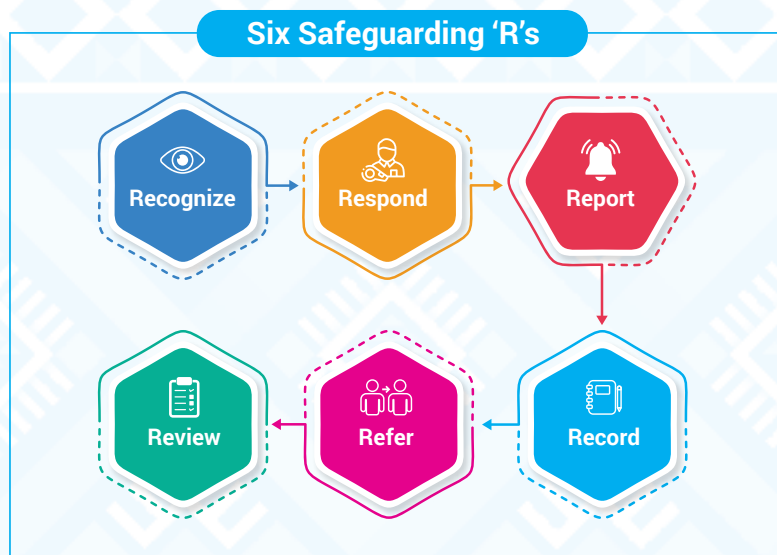 Six Safeguarding ‘R’s
Recognize
Respond
Report
Record
Refer
Review